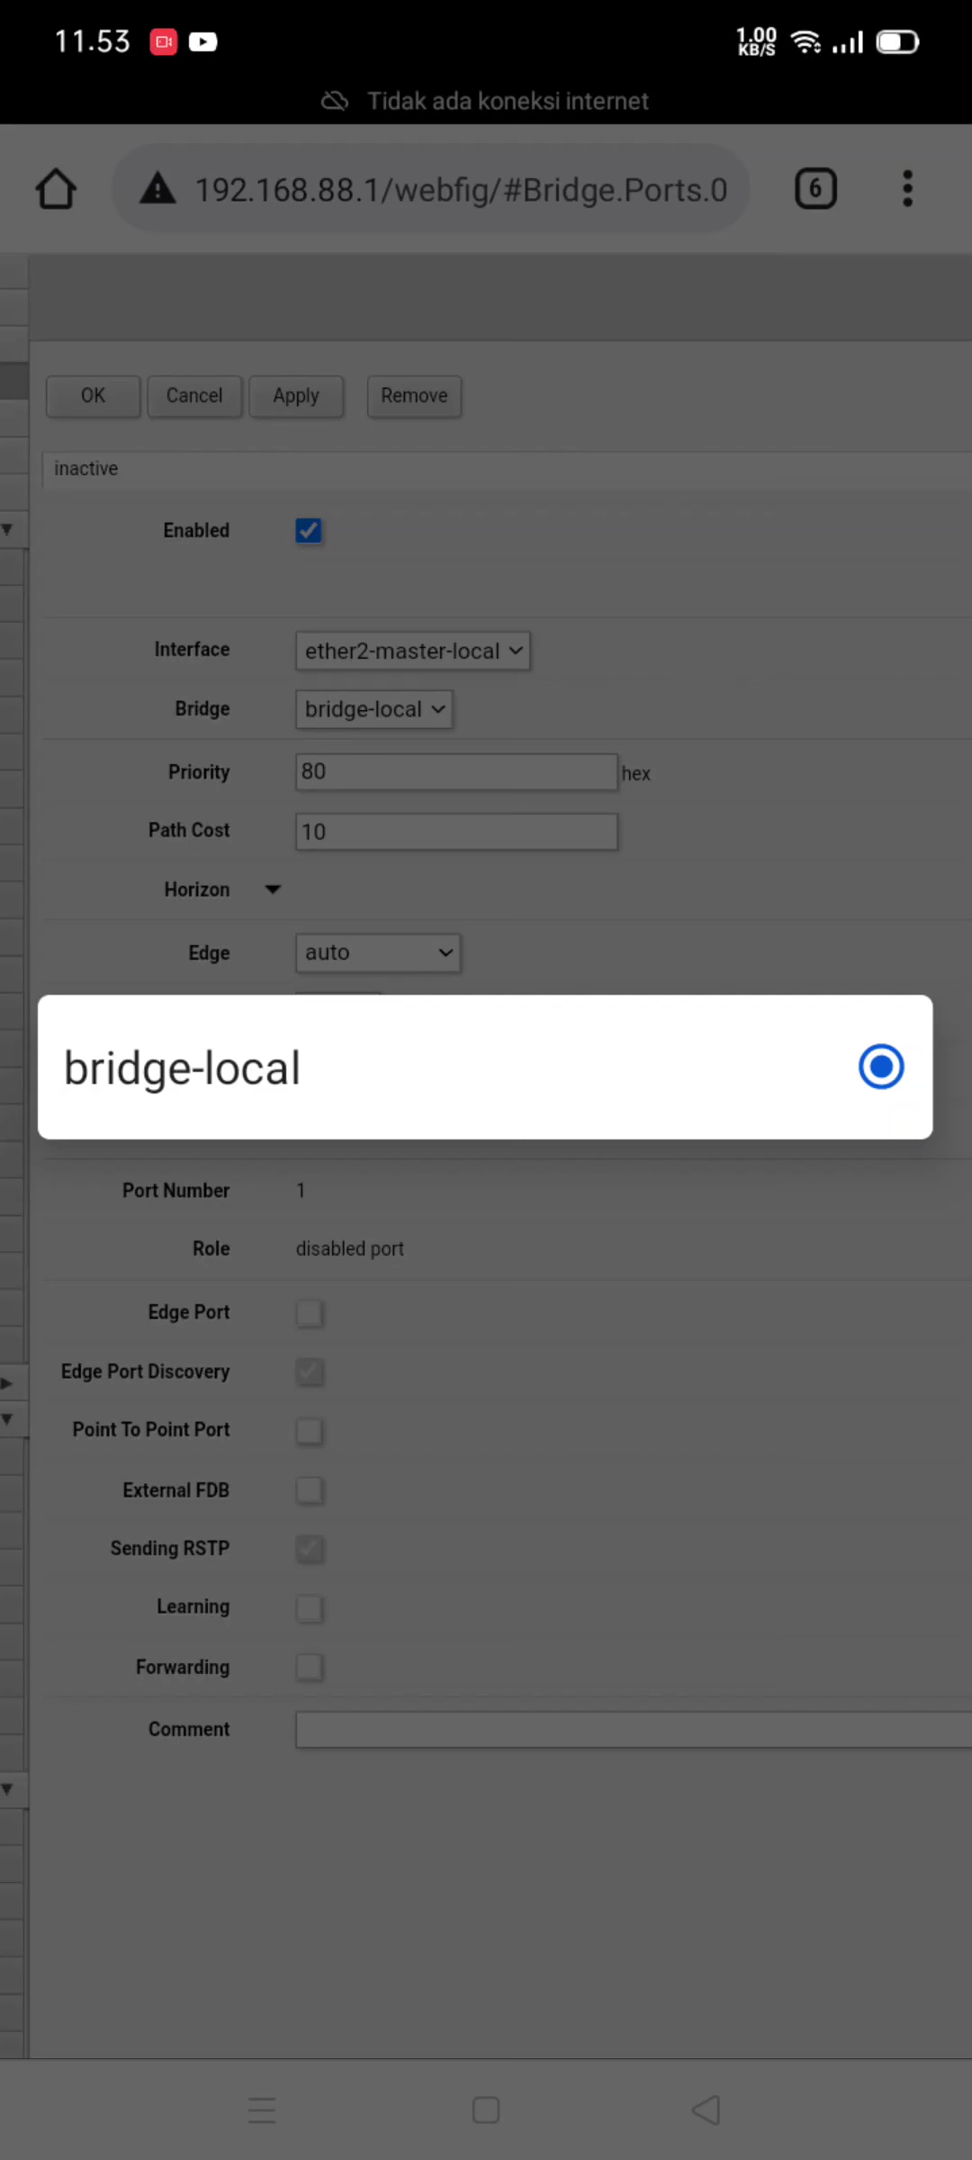 11.53
1.00
KB/S
Tidak ada koneksi internet
192.168.88.1/webfig/#Bridge.Ports.0
6
OK Cancel Apply Remove
inactive
Enabled
Interface ether2-master-local
Bridge bridge-local
Priority 80 hex
Path Cost 10
Horizon
Edge auto
bridge-local
Port Number 1
Role disabled port
Edge Port
Edge Port Discovery
Point To Point Port
External FDB
Sending RSTP
Learning
Forwarding
Comment